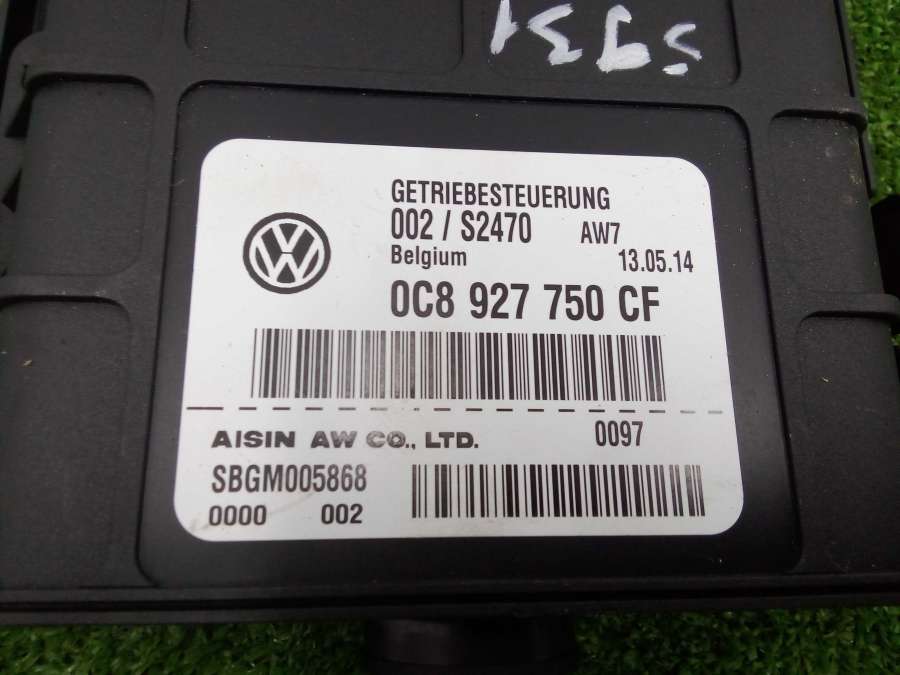 GETRIEBESTEUERUNG
002 / S2470 AW7
Belgium 13.05.14
0C8 927 750 CF
AISIN AW CO., LTD. 0097
SBGM005868
0000 002